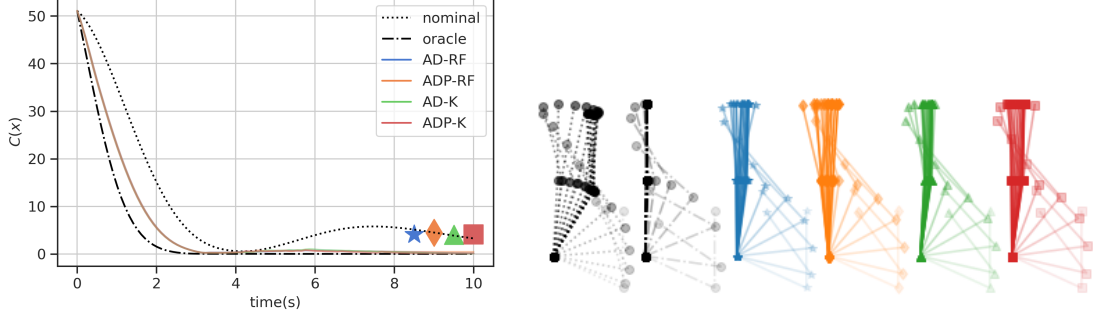 50
40
30
20
10
0
C(x)
0 2 4 6 8 10
time(s)
nominal
oracle
AD-RF
ADP-RF
AD-K
ADP-K